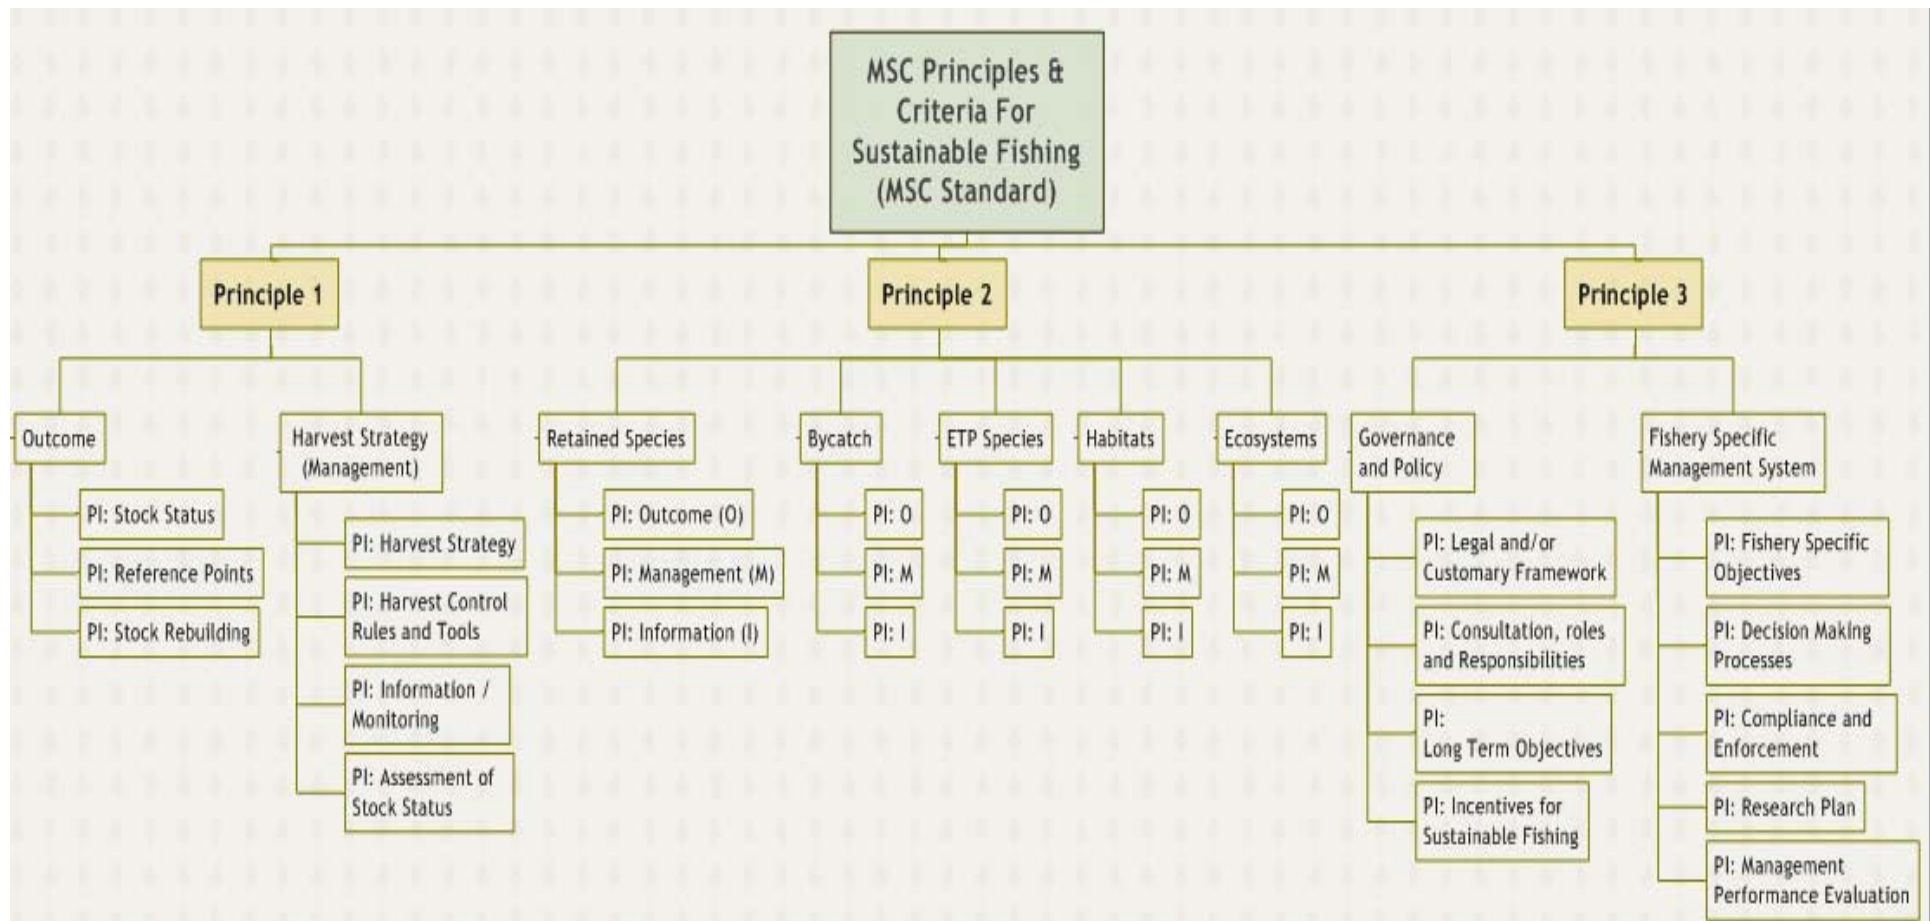 MSC Principles &
Criteria For
Sustainable Fishing
(MSC Standard)
Principle 1
Principle 2
Principle 3
Outcome
PI: Stock Status
PI: Reference Points
PI: Stock Rebuilding
Harvest Strategy
(Management)
PI: Harvest Strategy
PI: Harvest Control
Rules and Tools
PI: Information /
Monitoring
PI: Assessment of
Stock Status
Retained Species
PI: Outcome (O)
PI: Management (M)
PI: Information (I)
Bycatch
PI: O
PI: M
PI: I
ETP Species
PI: O
PI: M
PI: I
Habitats
PI: O
PI: M
PI: I
Ecosystems
PI: O
PI: M
PI: I
Governance
and Policy
PI: Legal and/or
Customary Framework
PI: Consultation, roles
and Responsibilities
PI:
Long Term Objectives
PI: Incentives for
Sustainable Fishing
Fishery Specific
Management System
PI: Fishery Specific
Objectives
PI: Decision Making
Processes
PI: Compliance and
Enforcement
PI: Research Plan
PI: Management
Performance Evaluation